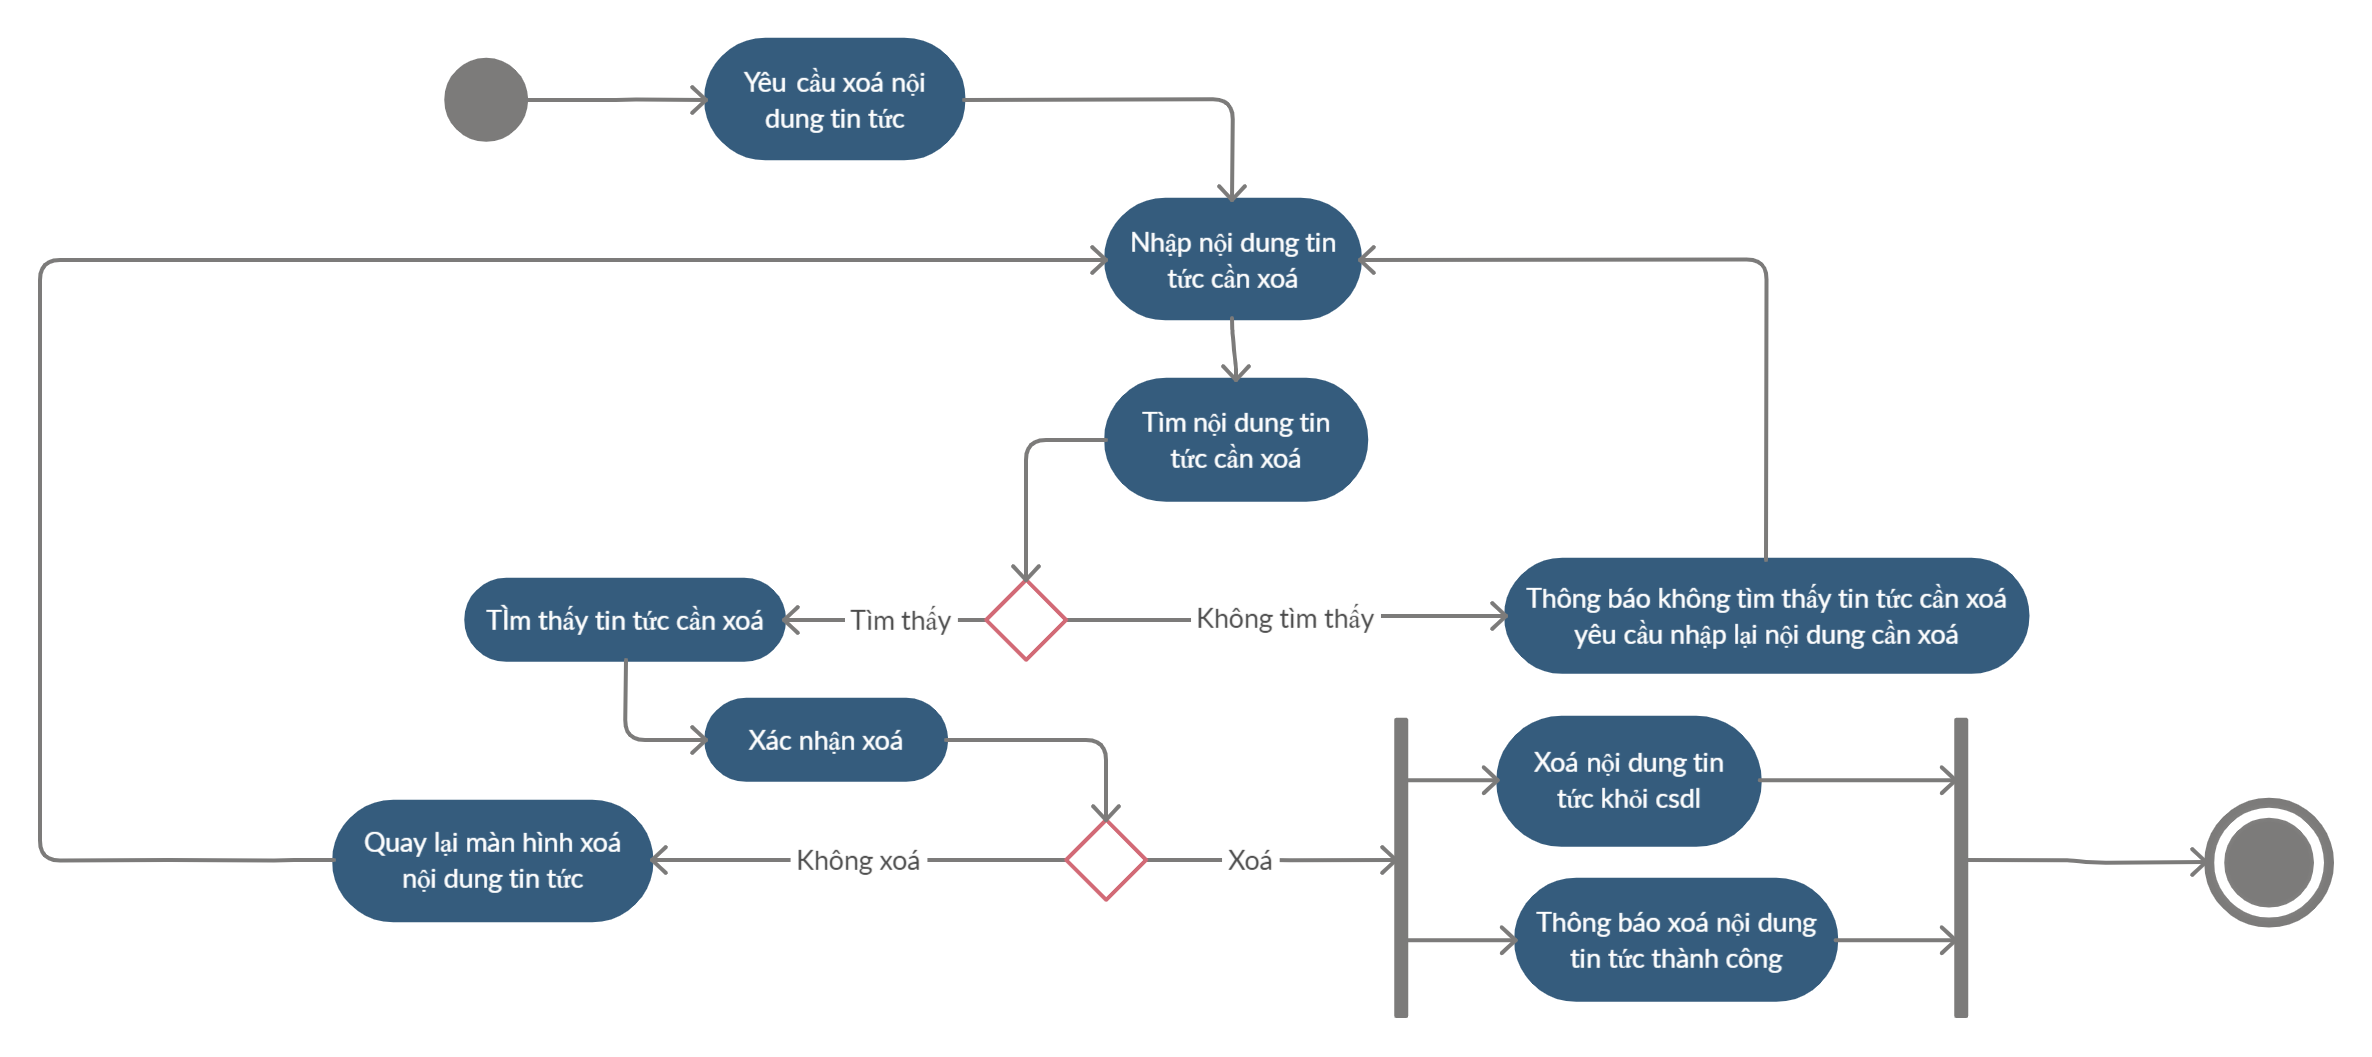 Yêu cầu xoá nội
dung tin tức
Nhập nội dung tin
tức cần xoá
Tìm nội dung tin
tức cần xoá
TÌm thấy tin tức cần xoá
Tìm thấy
Không tìm thấy
Thông báo không tìm thấy tin tức cần xoá
yêu cầu nhập lại nội dung cần xoá
Xác nhận xoá
Quay lại màn hình xoá
nội dung tin tức
Không xoá
Xoá
Xoá nội dung tin
tức khỏi csdl
Thông báo xoá nội dung
tin tức thành công